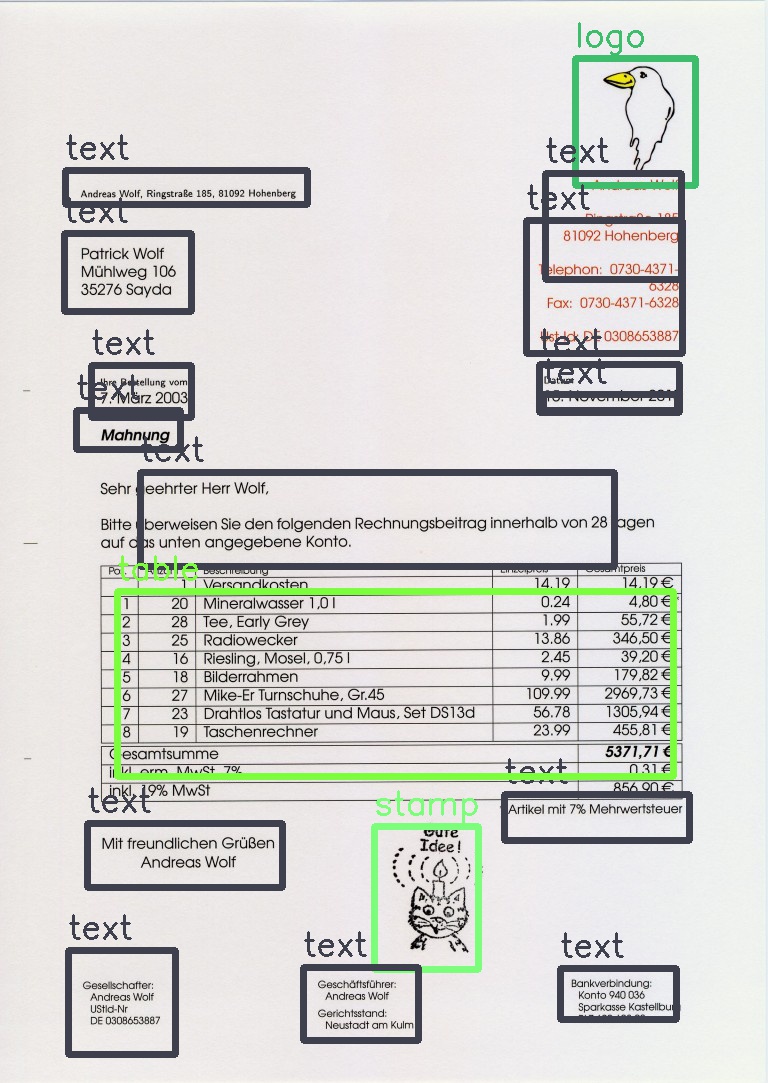 logo
text
text
Andreas Wolf
Andreas Wolf, Ringstraße 185, 81092 Hohenberg
text
text
Ringstraße 185
81092 Hohenberg
Patrick Wolf
Mühlweg 106
35276 Sayda
Telephon: 0730-4371-
6328
Fax: 0730-4371-6328
Ust-Id: DE 0308653887
text
text
text
Ihre Bestellung vom
7. März 2003
text
Datum
Mahnung
text
Sehr geehrter Herr Wolf,
Bitte überweisen Sie den folgenden Rechnungsbeitrag innerhalb von 28 Tagen
auf das unten angegebene Konto.
table
Beschreibung Einzelpreis Gesamtpreis
1 Versandkosten 14.19 14,19 €
1 20 Mineralwasser 1,0 l 0.24 4,80 €*
2 28 Tee, Early Grey 1.99 55,72 €
3 25 Radiowecker 13.86 346,50 €
4 16 Riesling, Mosel, 0,75 l 2.45 39,20 €
5 18 Bilderrahmen 9.99 179,82 €
6 27 Mike-Er Turnschuhe, Gr.45 109.99 2969,73 €
7 23 Drahtlos Tastatur und Maus, Set DS13d 56.78 1305,94 €
8 19 Taschenrechner 23.99 455,81 €
Gesamtsumme 5371,71 €
inkl. erm. MwSt. 7% 0,31 €
inkl. 19% MwSt 856,90 €
text
text
stamp
*Artikel mit 7% Mehrwertsteuer
Gute
Idee!
Mit freundlichen Grüßen
Andreas Wolf
text
text
text
Gesellschafter:
Andreas Wolf
UStId-Nr
DE 0308653887
Geschäftsführer:
Andreas Wolf
Gerichtsstand:
Neustadt am Kulm
Bankverbindung:
Konto 940 036
Sparkasse Kastellbur